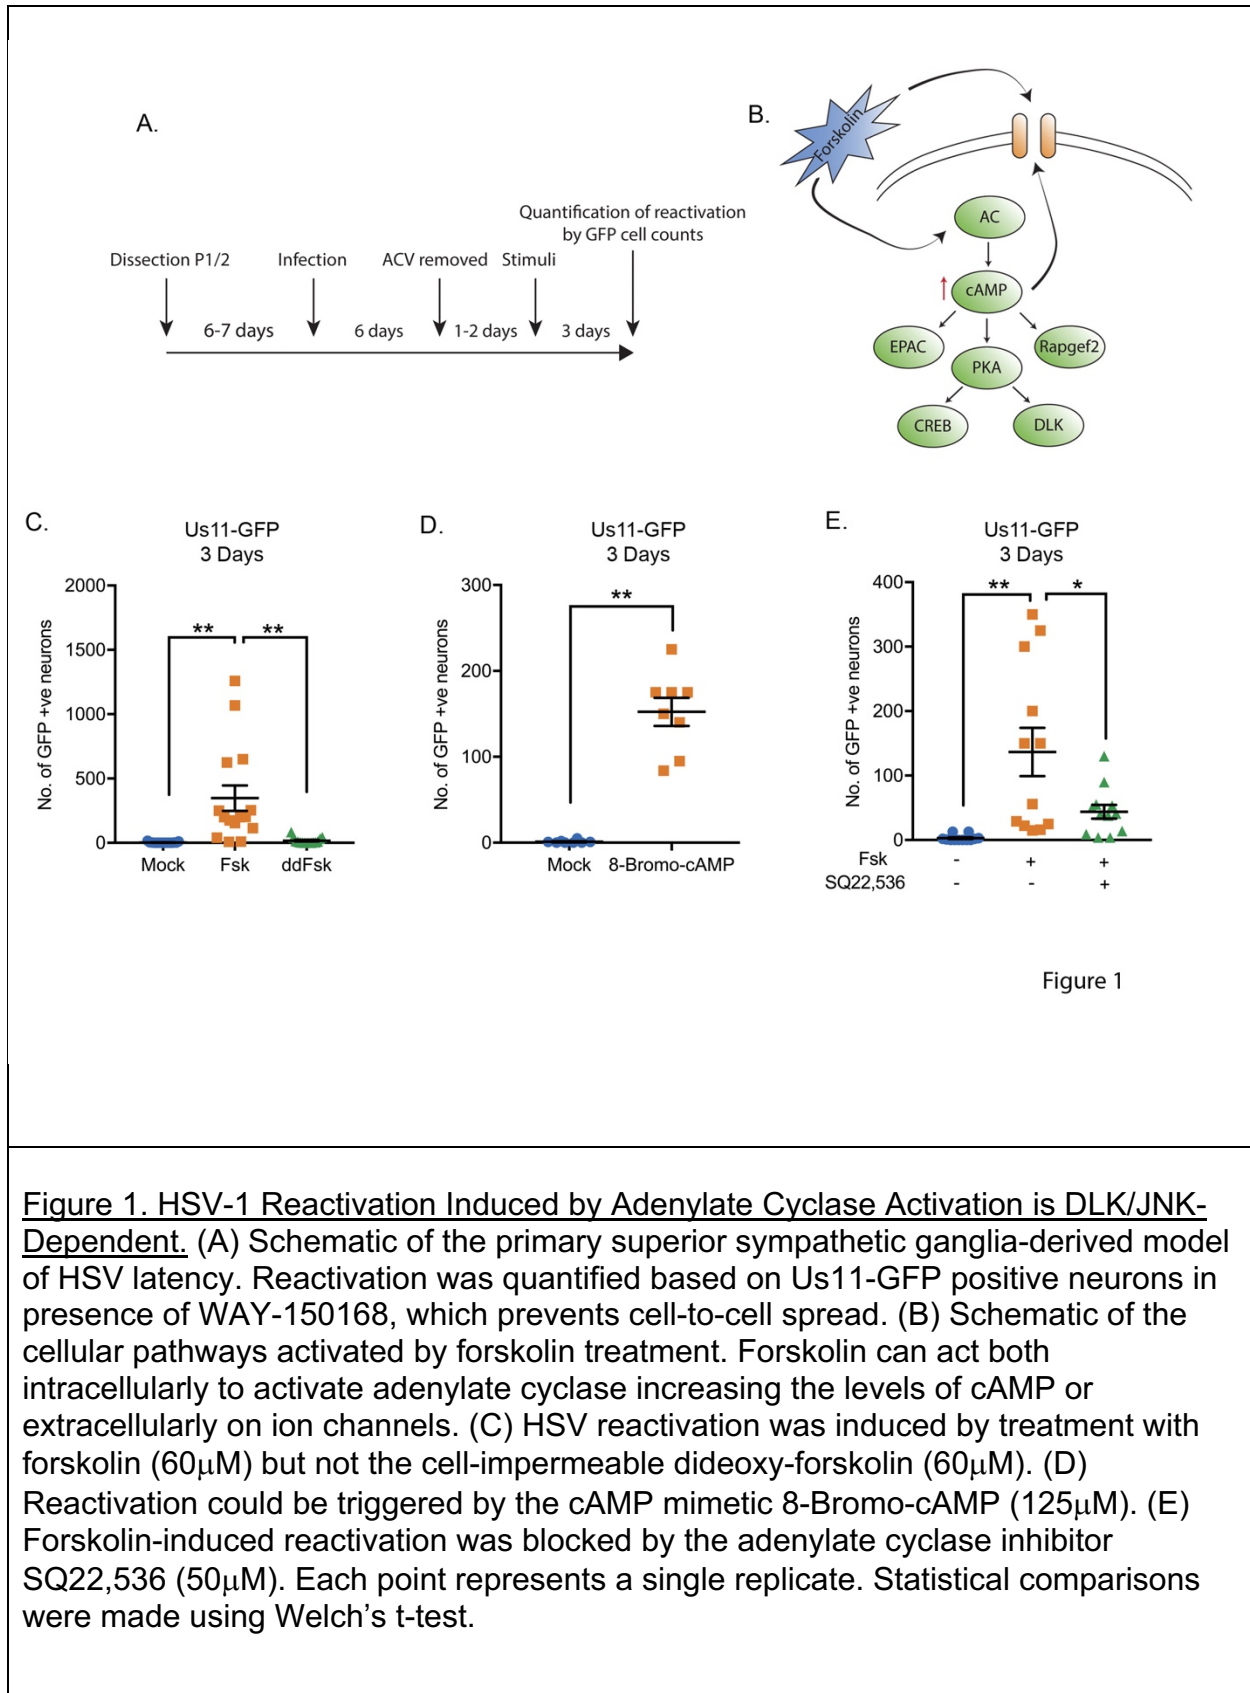 A.
Dissection P1/2
Infection
ACV removed
Stimuli
Quantification of reactivation
by GFP cell counts
6-7 days
6 days
1-2 days
3 days
B.
Forskolin
AC
cAMP
EPAC
PKA
Rapgef2
CREB
DLK
C.
Us11-GFP
3 Days
No. of GFP +ve neurons
2000
1500
1000
500
0
** **
Mock Fsk ddFsk
D.
Us11-GFP
3 Days
No. of GFP +ve neurons
300
200
100
0
**
Mock 8-Bromo-cAMP
E.
Us11-GFP
3 Days
No. of GFP +ve neurons
400
300
200
100
0
** *
Fsk - + +
SQ22,536 - - +
Figure 1
Figure 1. HSV-1 Reactivation Induced by Adenylate Cyclase Activation is DLK/JNK-
Dependent. (A) Schematic of the primary superior sympathetic ganglia-derived model
of HSV latency. Reactivation was quantified based on Us11-GFP positive neurons in
presence of WAY-150168, which prevents cell-to-cell spread. (B) Schematic of the
cellular pathways activated by forskolin treatment. Forskolin can act both
intracellularly to activate adenylate cyclase increasing the levels of cAMP or
extracellularly on ion channels. (C) HSV reactivation was induced by treatment with
forskolin (60μM) but not the cell-impermeable dideoxy-forskolin (60μM). (D)
Reactivation could be triggered by the cAMP mimetic 8-Bromo-cAMP (125μM). (E)
Forskolin-induced reactivation was blocked by the adenylate cyclase inhibitor
SQ22,536 (50μM). Each point represents a single replicate. Statistical comparisons
were made using Welch’s t-test.